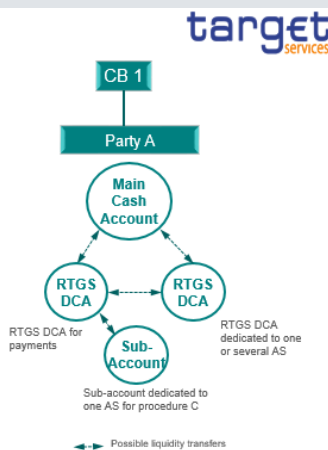 target
services
CB 1
Party A
Main
Cash
Account
RTGS
DCA
RTGS
DCA
RTGS DCA for
payments
RTGS DCA
dedicated to one
or several AS
Sub-
Account
Sub-account dedicated to
one AS for procedure C
Possible liquidity transfers